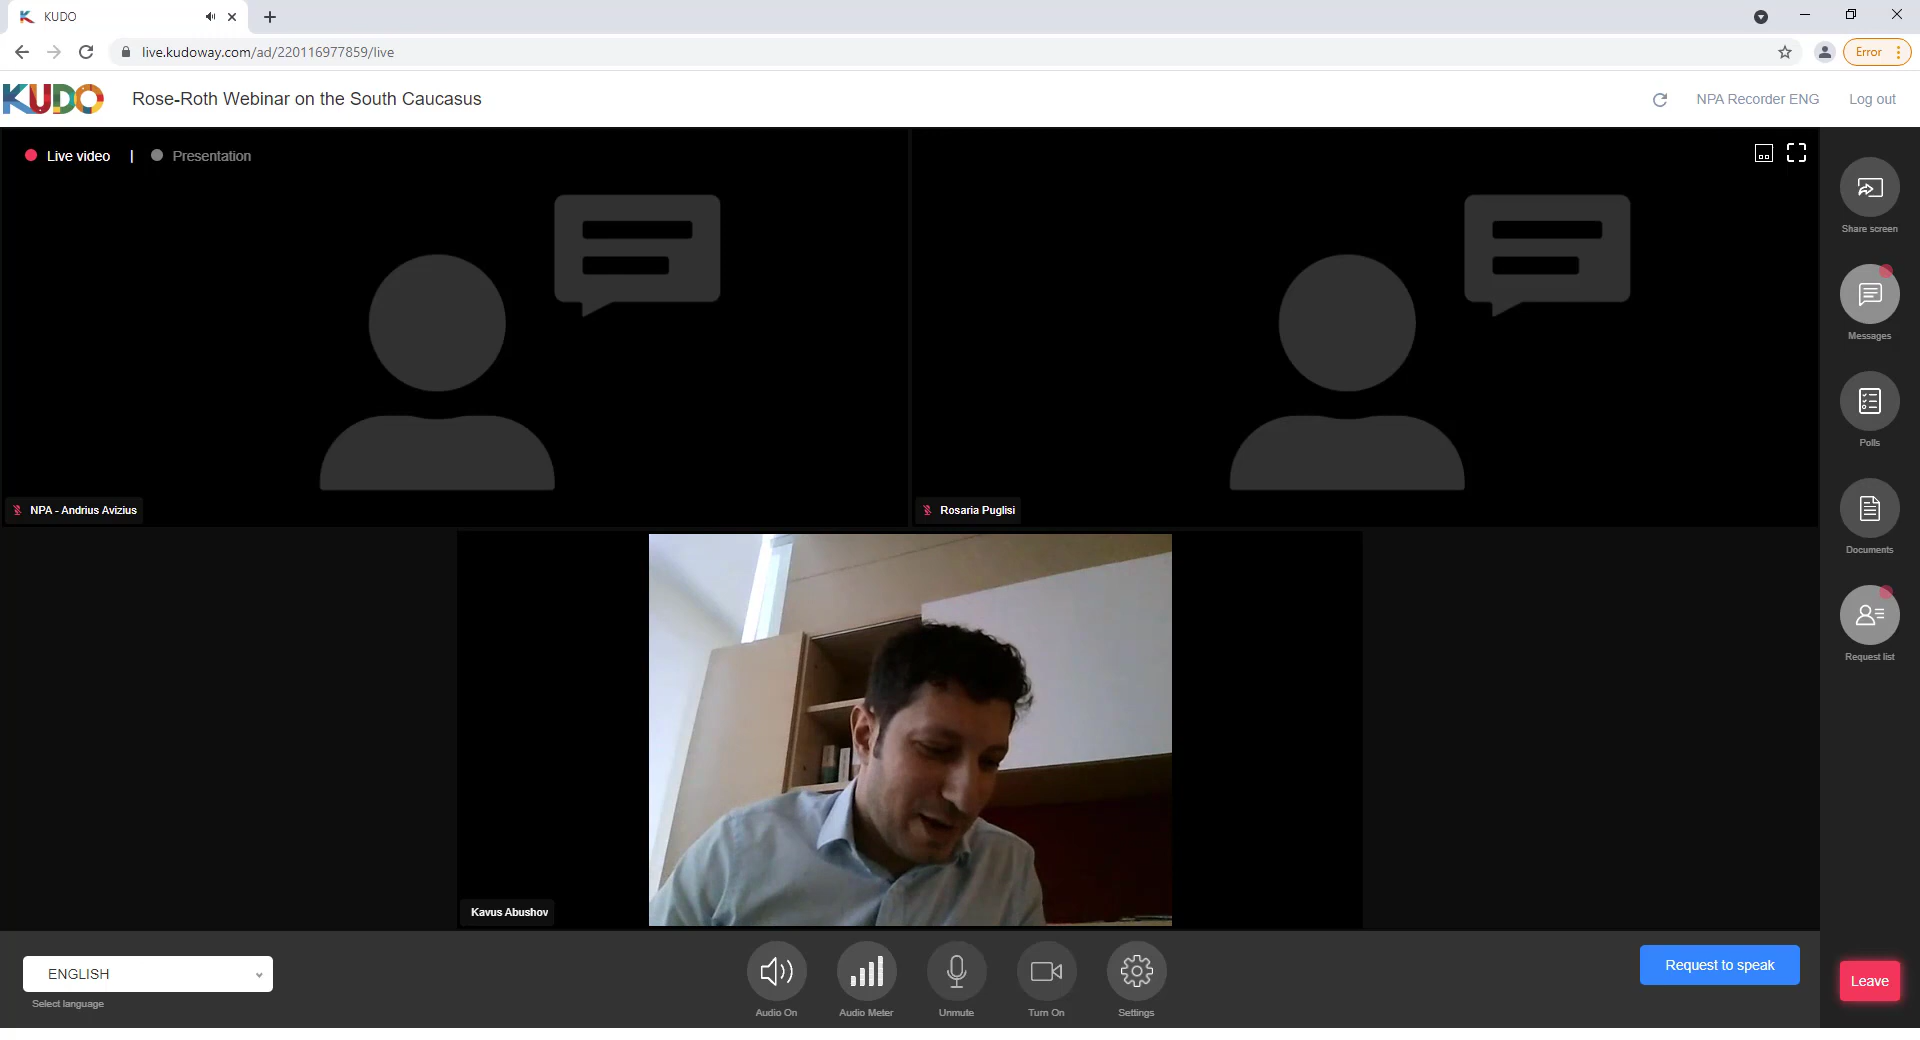 KUDO
live.kudoway.com/ad/220116977859/live
Error
KUDO
Rose-Roth Webinar on the South Caucasus
NPA Recorder ENG
Log out
Live video | Presentation
Share screen
Messages
Polls
Documents
Request list
NPA - Andrius Avizius
Rosaria Puglisi
Kavus Abushov
ENGLISH
Select language
Audio On
Audio Meter
Unmute
Turn On
Settings
Request to speak
Leave